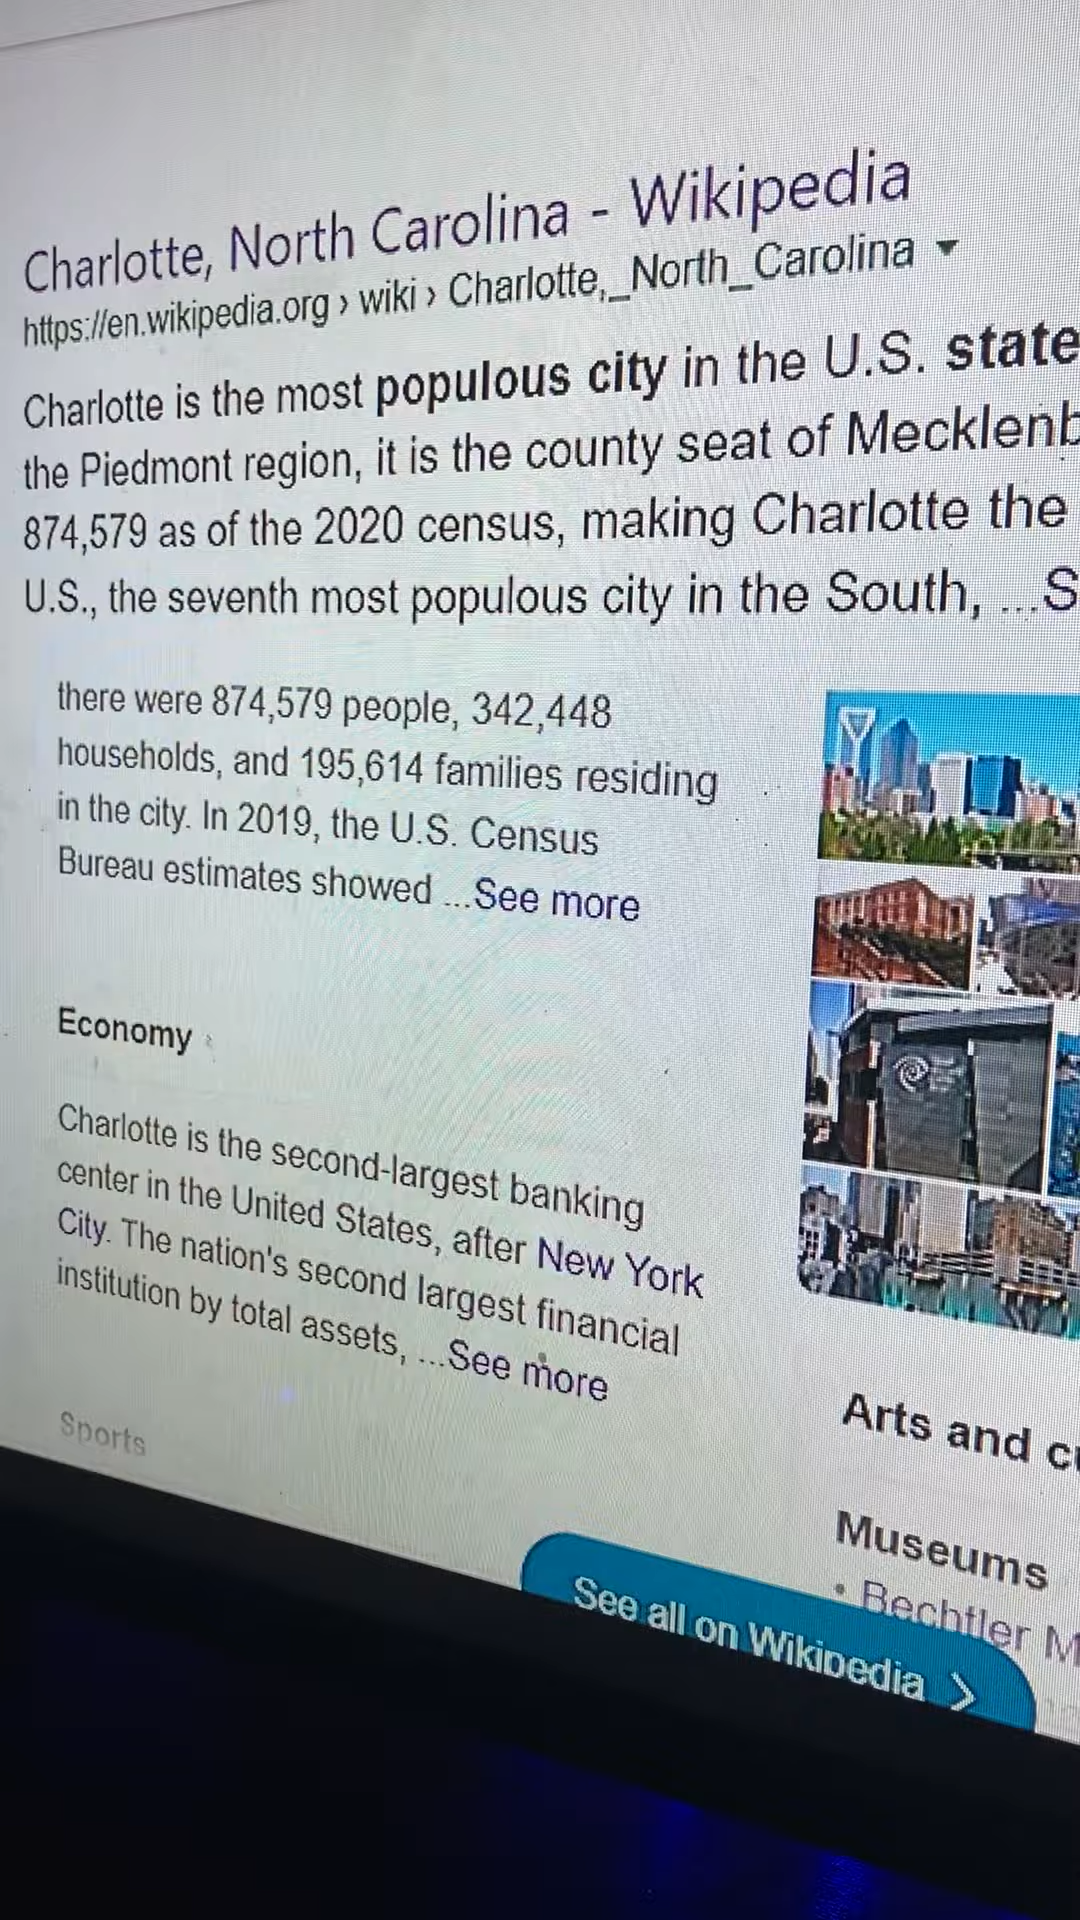 Charlotte, North Carolina - Wikipedia
https://en.wikipedia.org › wiki › Charlotte,_North_Carolina
Charlotte is the most populous city in the U.S. state
the Piedmont region, it is the county seat of Mecklenb
874,579 as of the 2020 census, making Charlotte the
U.S., the seventh most populous city in the South, ...S
there were 874,579 people, 342,448
households, and 195,614 families residing
in the city. In 2019, the U.S. Census
Bureau estimates showed ...See more
Economy
Charlotte is the second-largest banking
center in the United States, after New York
City. The nation's second largest financial
institution by total assets, ...See more
Sports
Arts and cu
Museums
• Bechtler M
See all on Wikipedia